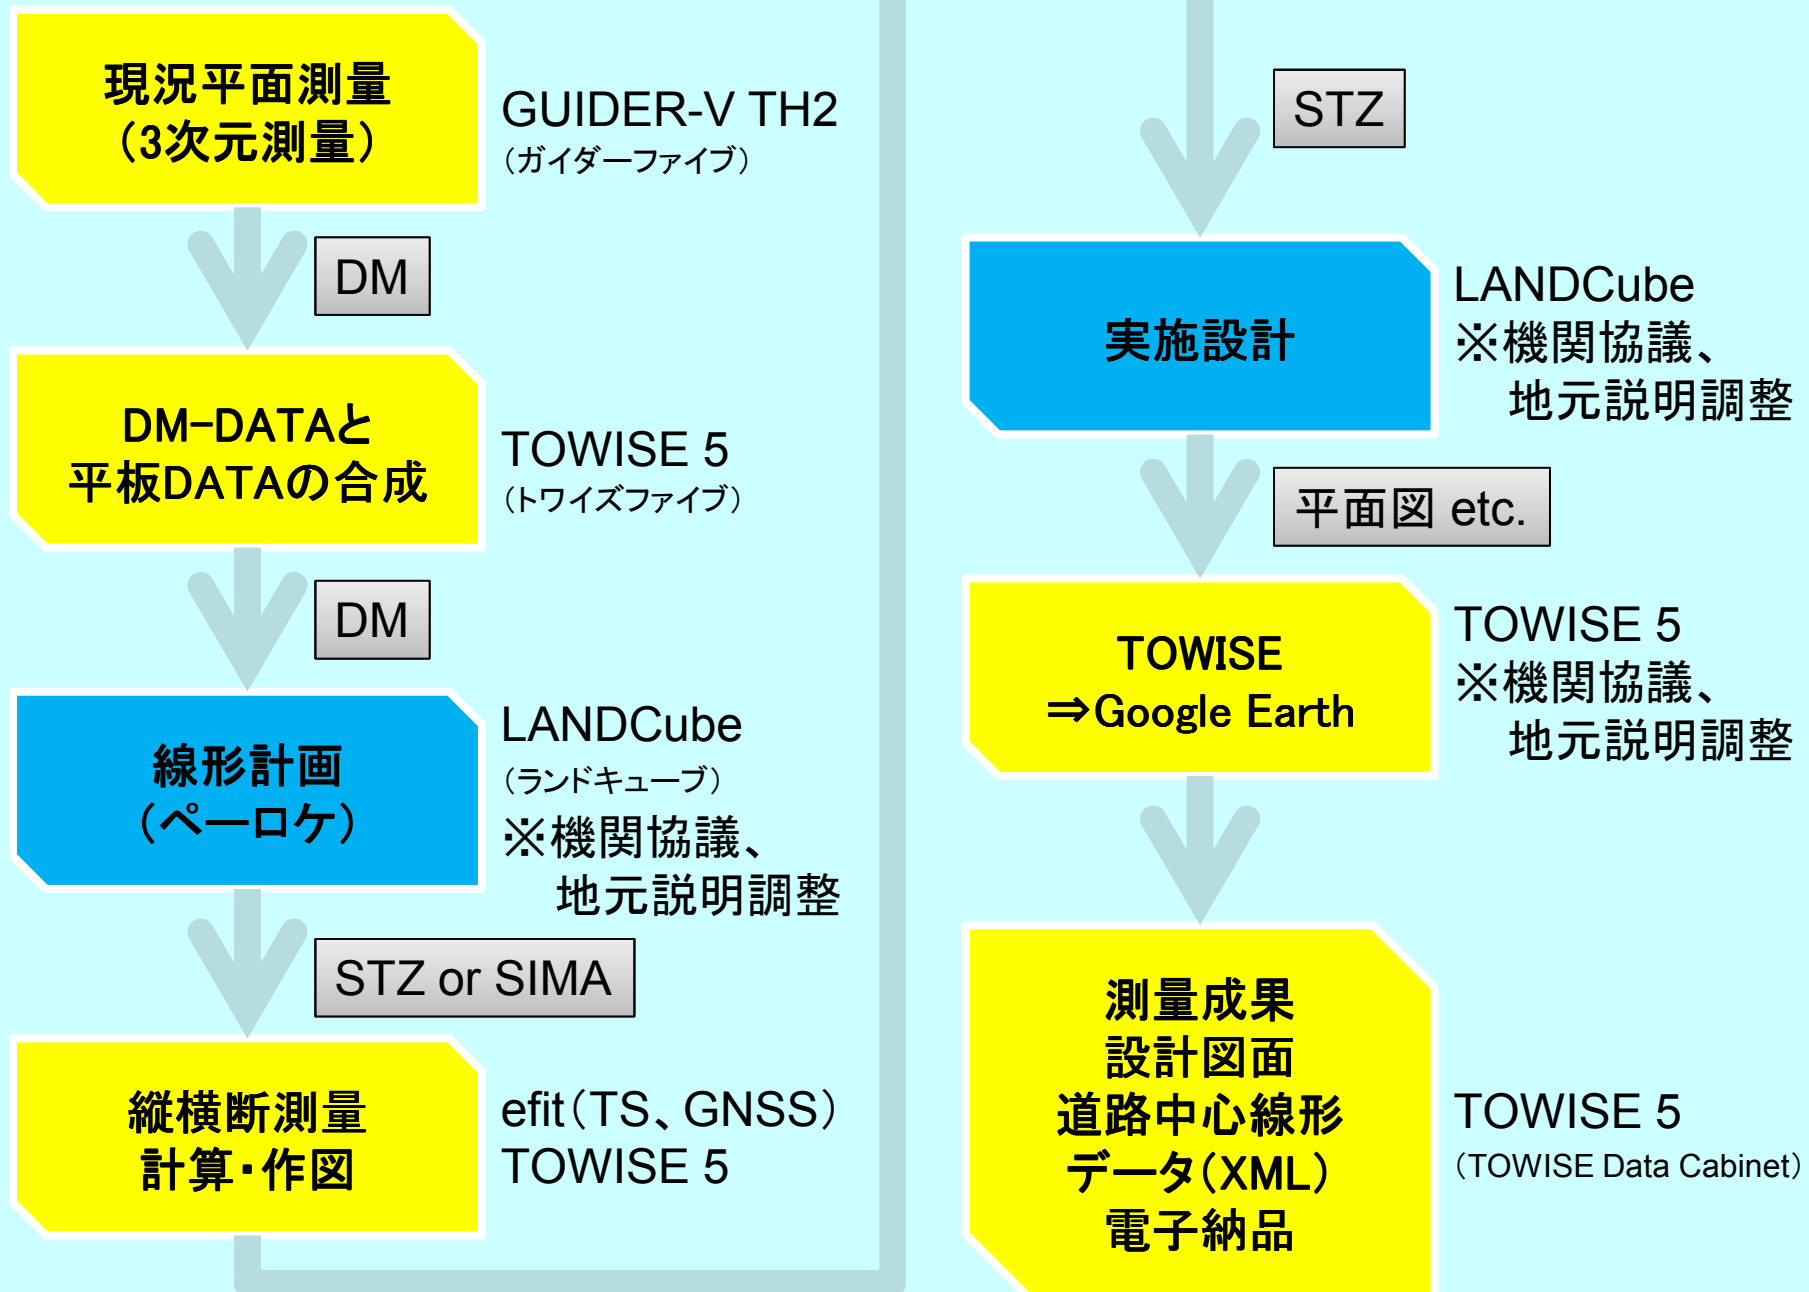 現況平面測量
（3次元測量）
GUIDER-V TH2
（ガイダーファイブ）
DM
DM-DATAと
平板DATAの合成
TOWISE 5
（トワイズファイブ）
DM
線形計画
（ペーロケ）
LANDCube
（ランドキューブ）
※機関協議、
地元説明調整
STZ or SIMA
縦横断測量
計算・作図
efit（TS、GNSS）
TOWISE 5
STZ
実施設計
LANDCube
※機関協議、
地元説明調整
平面図 etc.
TOWISE
⇒Google Earth
TOWISE 5
※機関協議、
地元説明調整
測量成果
設計図面
道路中心線形
データ（XML）
電子納品
TOWISE 5
（TOWISE Data Cabinet）